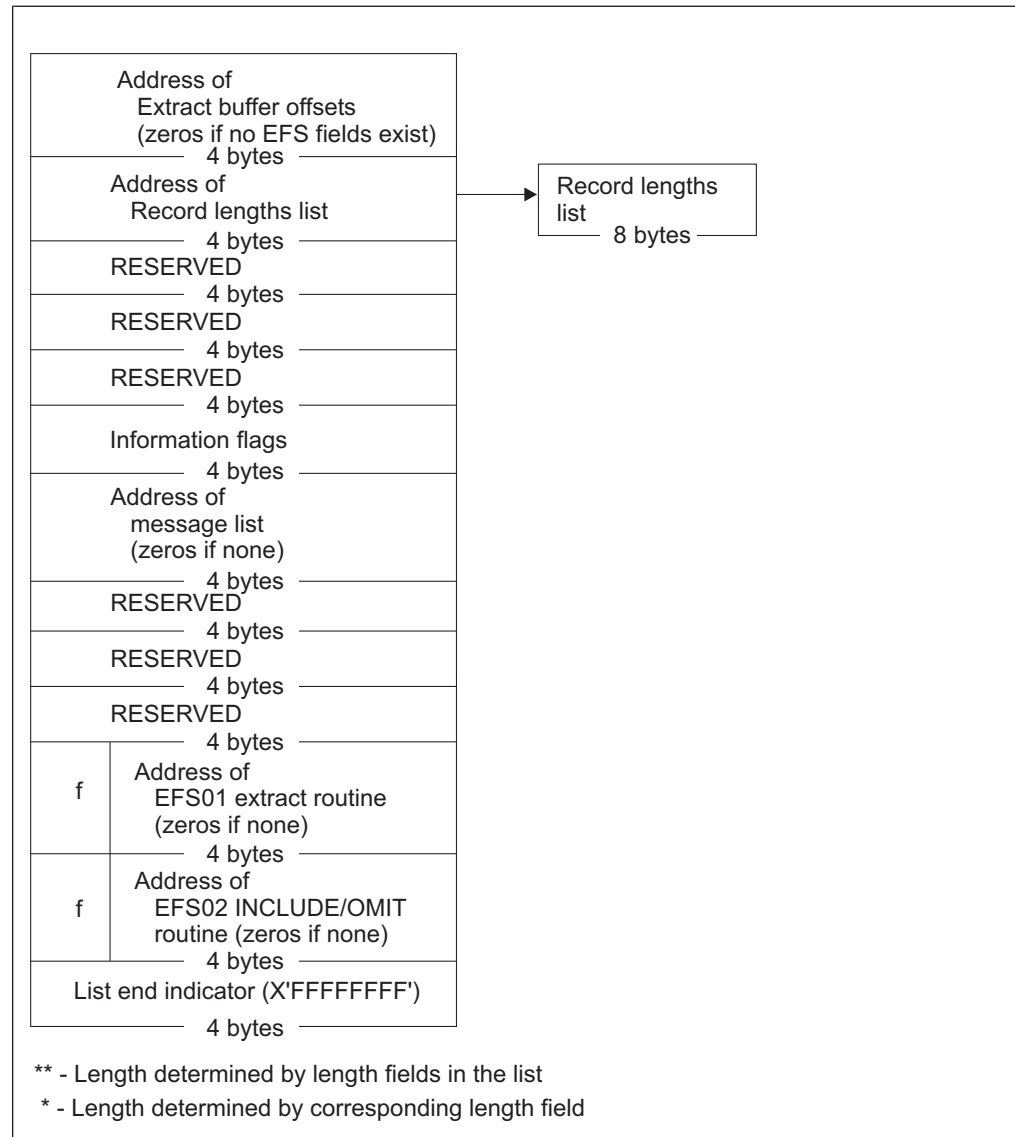 Address of
Extract buffer offsets
(zeros if no EFS fields exist)
4 bytes
Address of
Record lengths list
4 bytes
Record lengths
list
8 bytes
RESERVED
4 bytes
RESERVED
4 bytes
RESERVED
4 bytes
Information flags
4 bytes
Address of
message list
(zeros if none)
4 bytes
RESERVED
4 bytes
RESERVED
4 bytes
RESERVED
4 bytes
f
Address of
EFS01 extract routine
(zeros if none)
4 bytes
f
Address of
EFS02 INCLUDE/OMIT
routine (zeros if none)
4 bytes
List end indicator (X'FFFFFFFF')
4 bytes
** - Length determined by length fields in the list
* - Length determined by corresponding length field